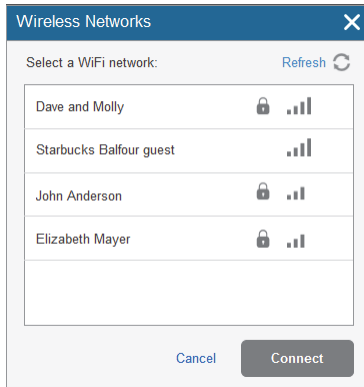 Wireless Networks
Select a WiFi network:
Refresh
Dave and Molly
Starbucks Balfour guest
John Anderson
Elizabeth Mayer
Cancel
Connect